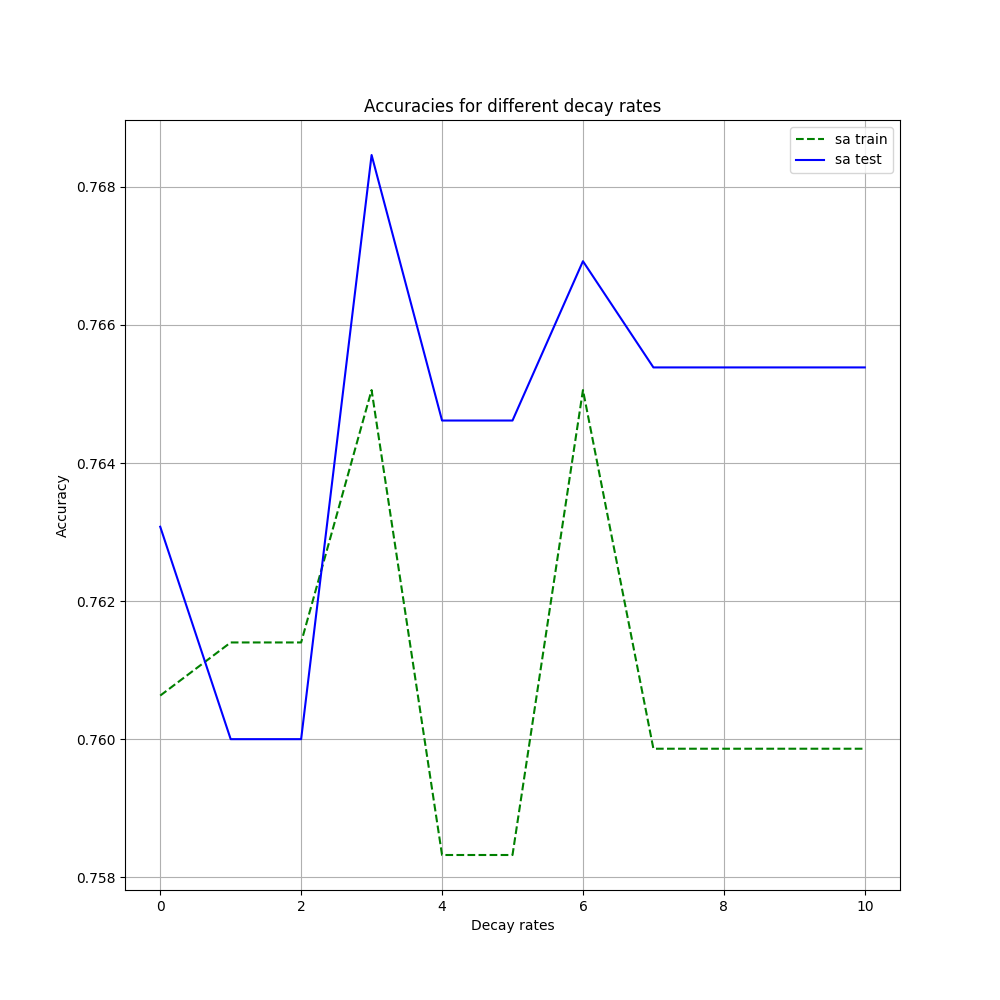 Accuracies for different decay rates
sa train
sa test
0.768
0.766
0.764
0.762
0.760
0.758
Accuracy
0 2 4 6 8 10
Decay rates